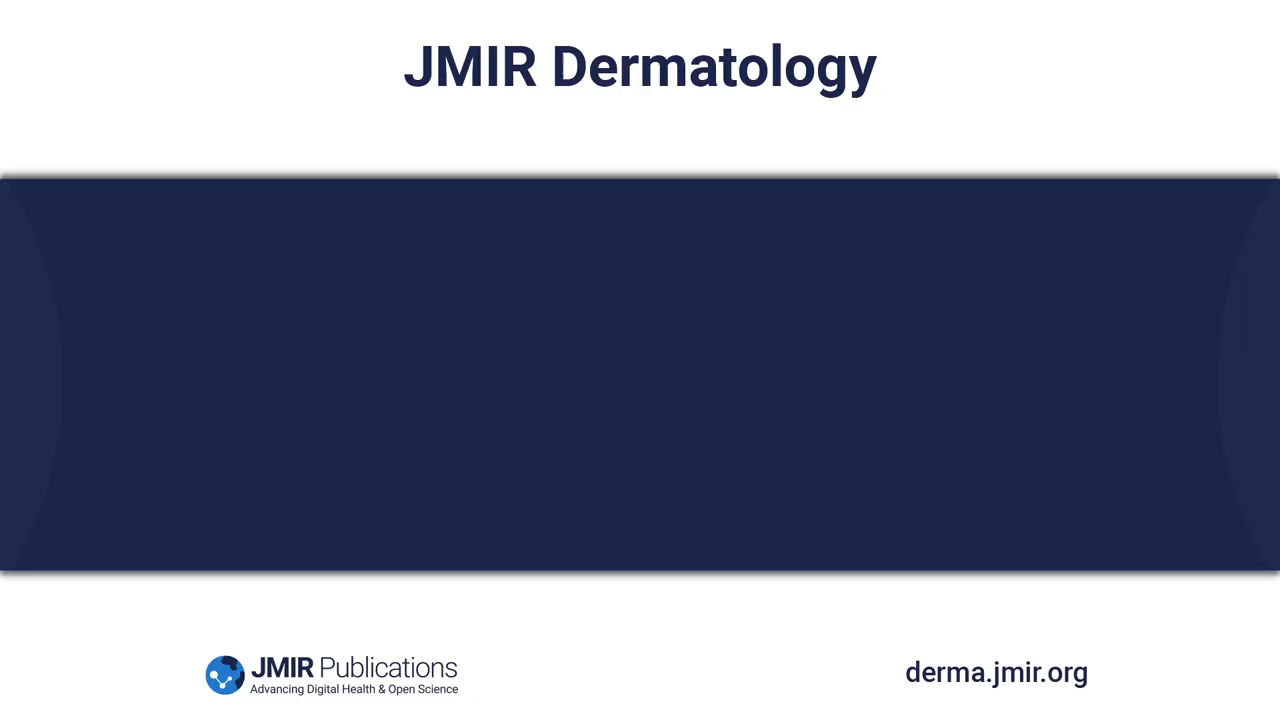 JMIR Dermatology
JMIR Publications
Advancing Digital Health & Open Science
derma.jmir.org